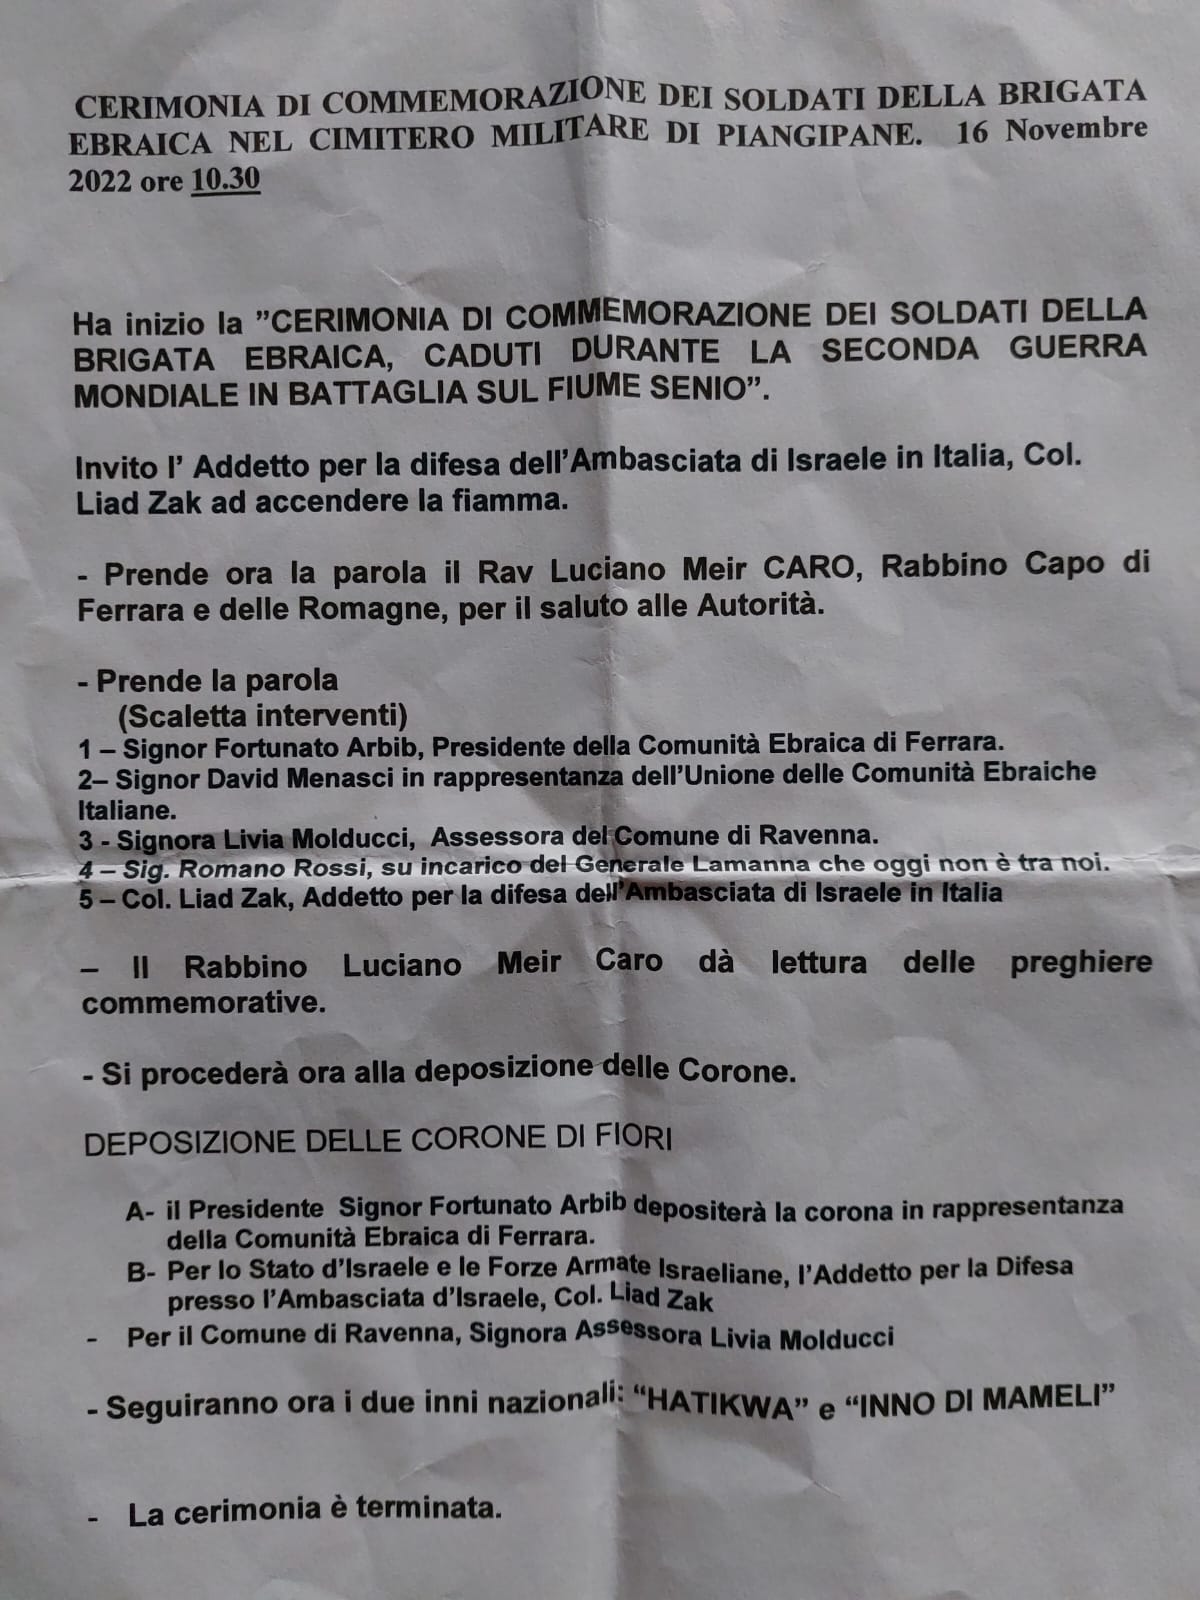 CERIMONIA DI COMMEMORAZIONE DEI SOLDATI DELLA BRIGATA
EBRAICA NEL CIMITERO MILITARE DI PIANGIPANE. 16 Novembre
2022 ore 10.30
Ha inizio la ”CERIMONIA DI COMMEMORAZIONE DEI SOLDATI DELLA
BRIGATA EBRAICA, CADUTI DURANTE LA SECONDA GUERRA
MONDIALE IN BATTAGLIA SUL FIUME SENIO”.
Invito l’ Addetto per la difesa dell’Ambasciata di Israele in Italia, Col.
Liad Zak ad accendere la fiamma.
- Prende ora la parola il Rav Luciano Meir CARO, Rabbino Capo di
Ferrara e delle Romagne, per il saluto alle Autorità.
- Prende la parola
(Scaletta interventi)
1 – Signor Fortunato Arbib, Presidente della Comunità Ebraica di Ferrara.
2– Signor David Menasci in rappresentanza dell’Unione delle Comunità Ebraiche
Italiane.
3 - Signora Livia Molducci, Assessora del Comune di Ravenna.
4 – Sig. Romano Rossi, su incarico del Generale Lamanna che oggi non è tra noi.
5 – Col. Liad Zak, Addetto per la difesa dell’Ambasciata di Israele in Italia
– Il Rabbino Luciano Meir Caro dà lettura delle preghiere
commemorative.
- Si procederà ora alla deposizione delle Corone.
DEPOSIZIONE DELLE CORONE DI FIORI
A- il Presidente Signor Fortunato Arbib depositerà la corona in rappresentanza
della Comunità Ebraica di Ferrara.
B- Per lo Stato d’Israele e le Forze Armate Israeliane, l’Addetto per la Difesa
presso l’Ambasciata d’Israele, Col. Liad Zak
- Per il Comune di Ravenna, Signora Assessora Livia Molducci
- Seguiranno ora i due inni nazionali: “HATIKWA” e “INNO DI MAMELI”
- La cerimonia è terminata.